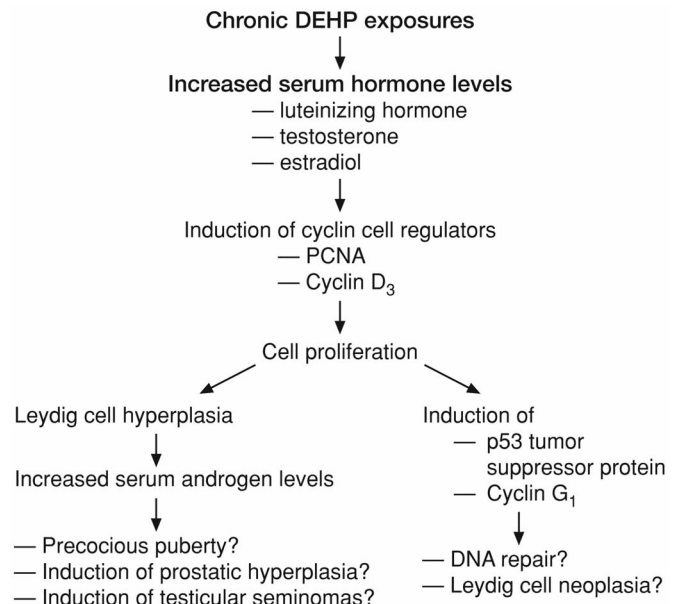 Chronic DEHP exposures
Increased serum hormone levels
— luteinizing hormone
— testosterone
— estradiol
Induction of cyclin cell regulators
— PCNA
— Cyclin D3
Cell proliferation
Leydig cell hyperplasia
Increased serum androgen levels
— Precocious puberty?
— Induction of prostatic hyperplasia?
— Induction of testicular seminomas?
Induction of
— p53 tumor
suppressor protein
— Cyclin G1
— DNA repair?
— Leydig cell neoplasia?